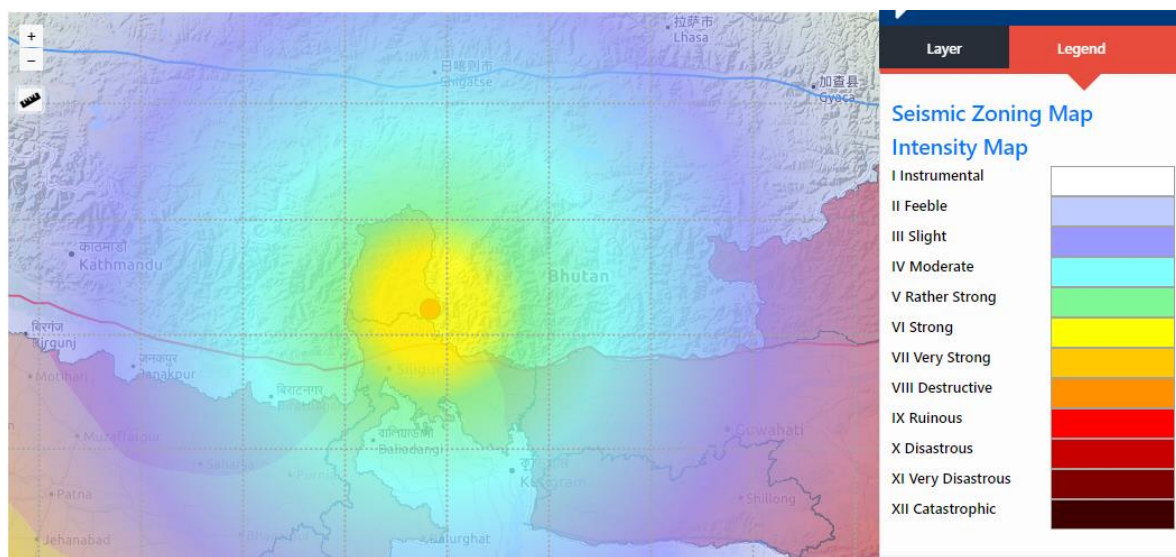 +
−
拉萨市
Lhasa
日喀则市
Shigatse
加查县
Gyaca
काठमाडौं
Kathmandu
Bhutan
बिरगंज
Birgunj
जनकपुर
Janakpur
Motihari
Siliguri
बिराटनगर
Muzaffarpur
Guwahati
Baliadangi
Saharsa
Kurigram
Patna
Shillong
Jehanabad
Balurghat
Layer
Legend
Seismic Zoning Map
Intensity Map
I Instrumental
II Feeble
III Slight
IV Moderate
V Rather Strong
VI Strong
VII Very Strong
VIII Destructive
IX Ruinous
X Disastrous
XI Very Disastrous
XII Catastrophic